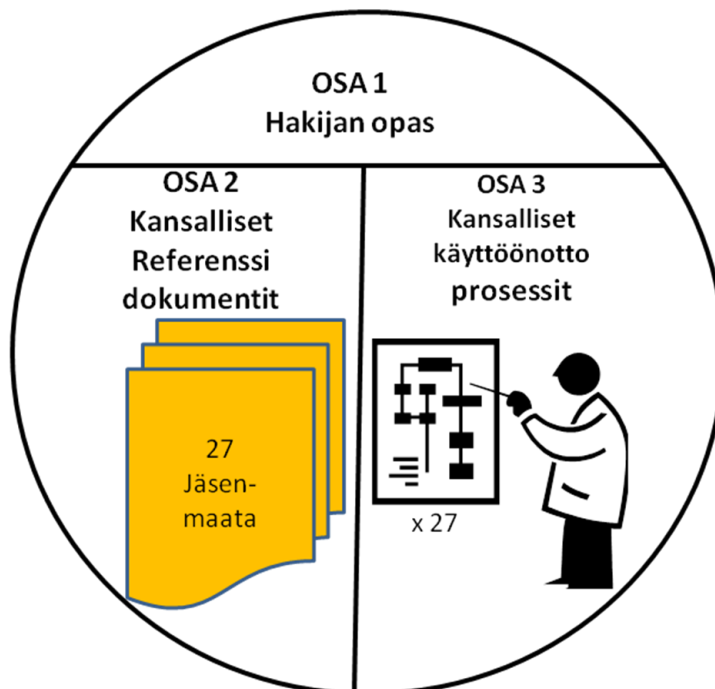 OSA 1
Hakijan opas
OSA 2
Kansalliset
Referenssi
dokumentit
27
Jäsen-
maata
OSA 3
Kansalliset
käyttöönotto
prosessit
x 27